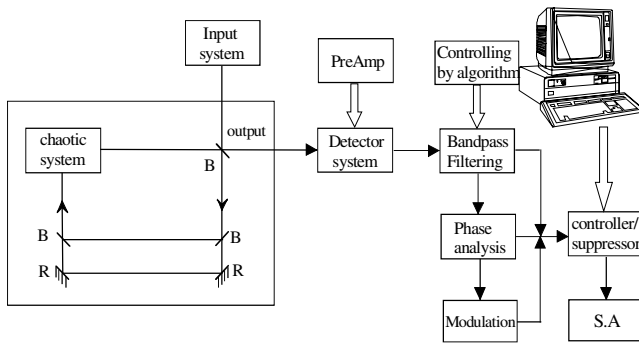 Input
system
PreAmp
Controlling
by algorithm
output
chaotic
system
B
Detector
system
Bandpass
Filtering
B
B
R
R
Phase
analysis
controller/
suppressor
Modulation
S.A